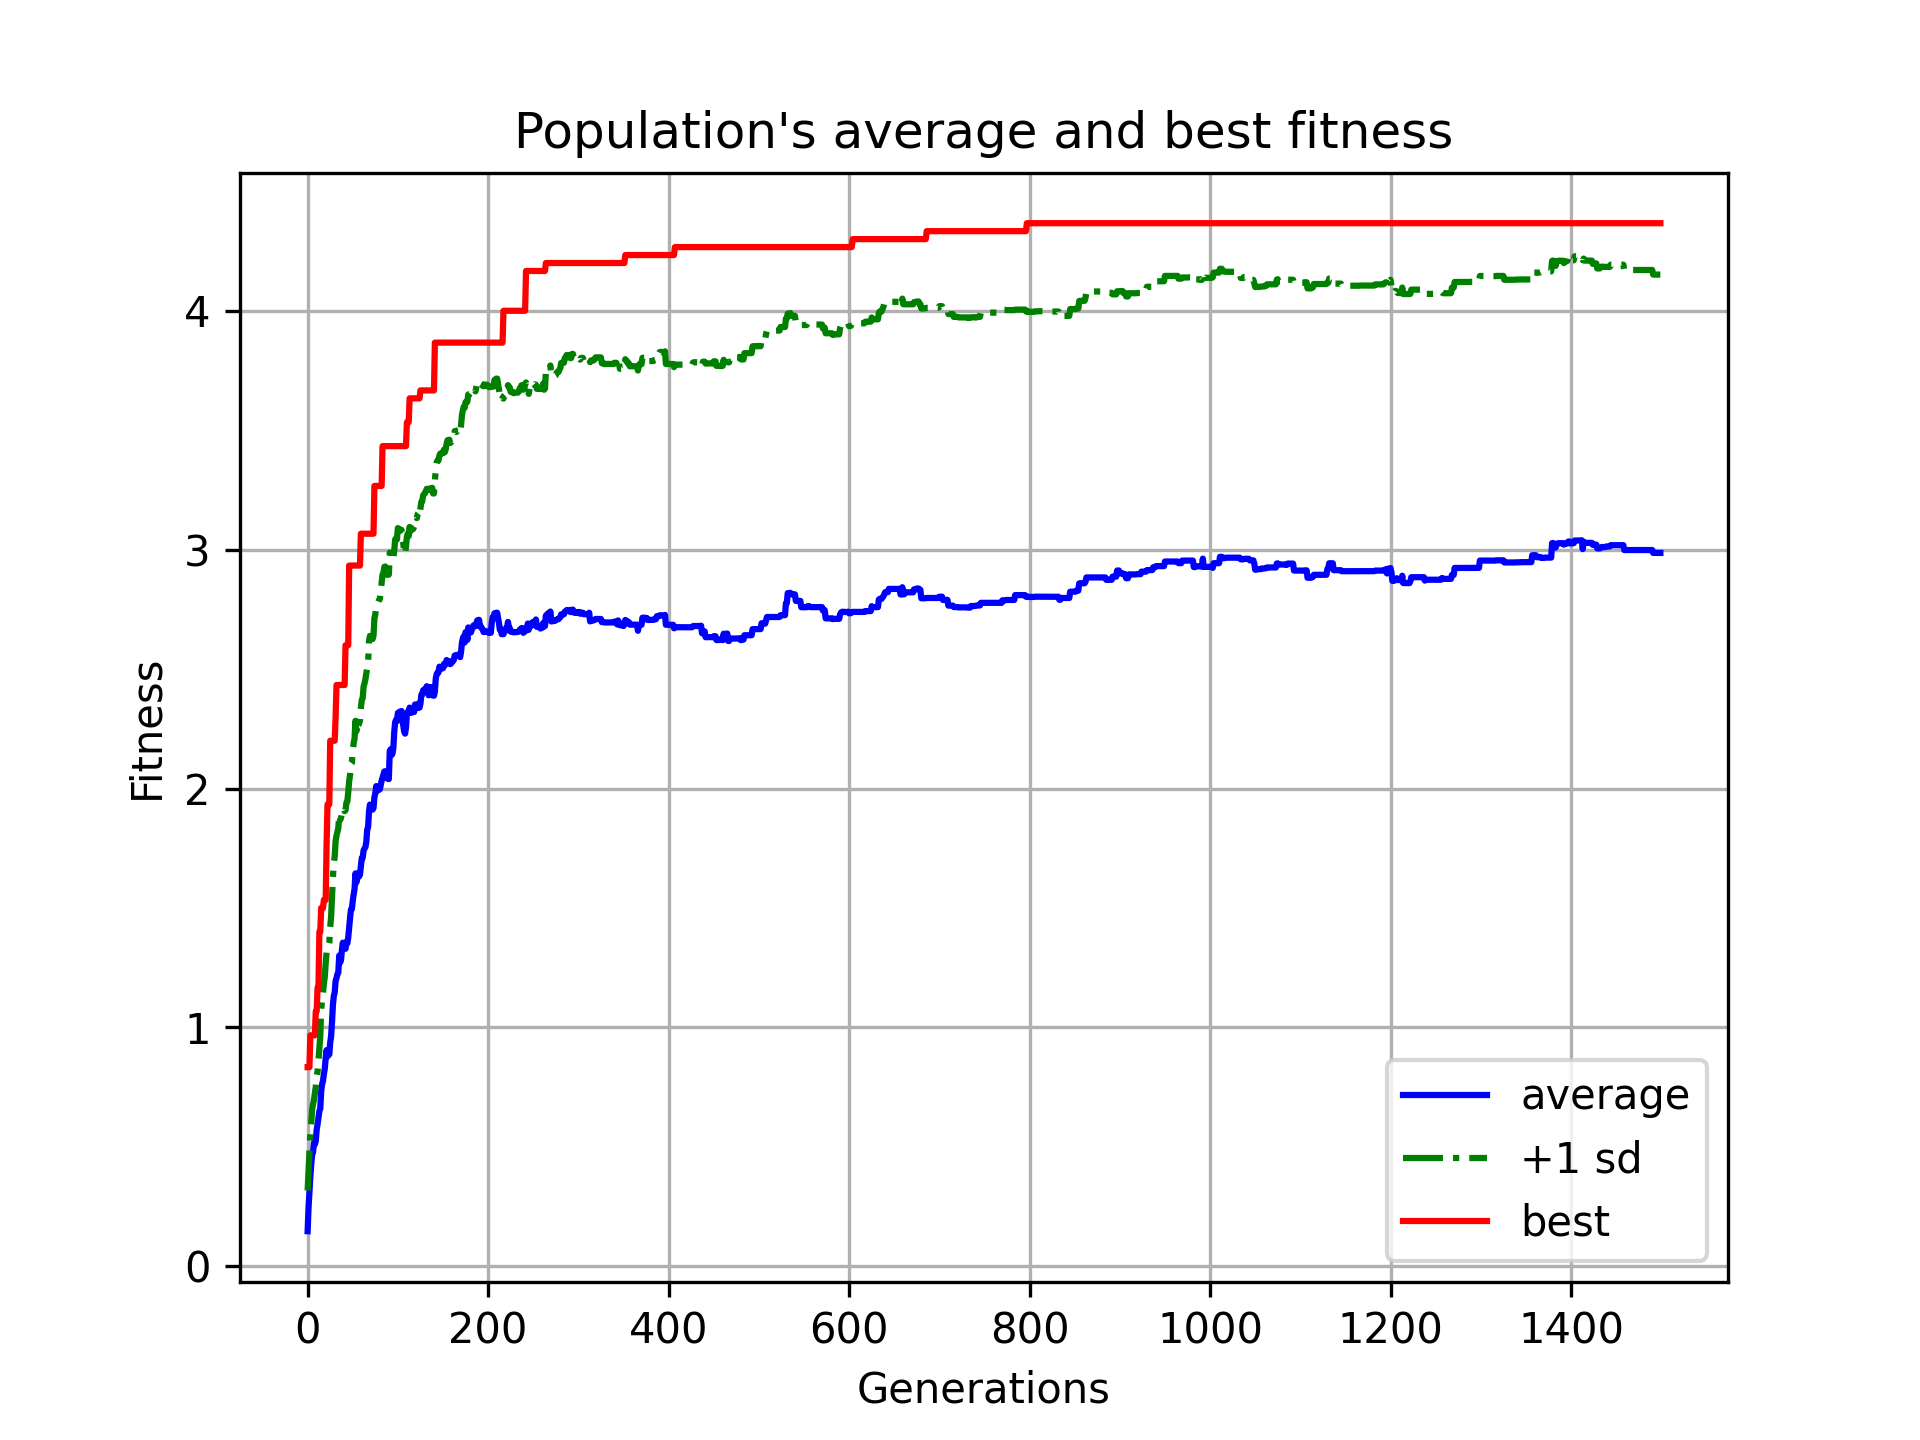 Population's average and best fitness
Fitness
4
3
2
1
0
0 200 400 600 800 1000 1200 1400
Generations
average
+1 sd
best